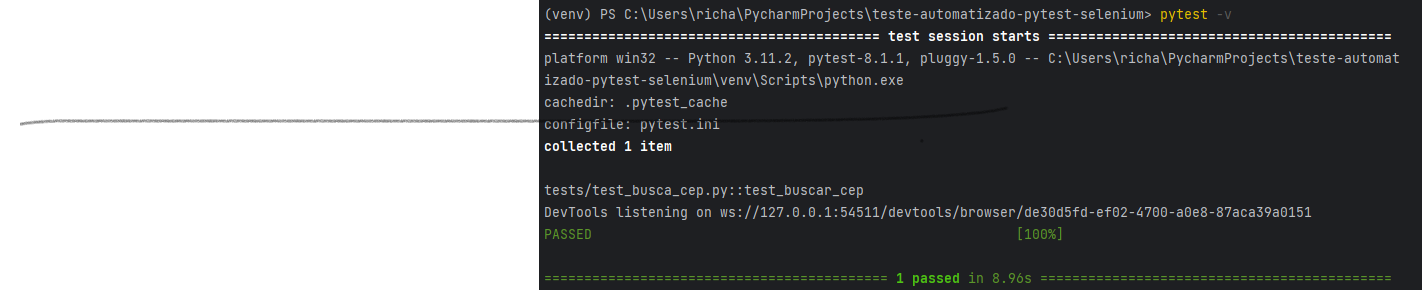 (venv) PS C:\Users\richa\PycharmProjects\teste-automatizado-pytest-selenium> pytest -v
========================================== test session starts ===========================================
platform win32 -- Python 3.11.2, pytest-8.1.1, pluggy-1.5.0 -- C:\Users\richa\PycharmProjects\teste-automat
izado-pytest-selenium\venv\Scripts\python.exe
cachedir: .pytest_cache
configfile: pytest.ini
collected 1 item
tests/test_busca_cep.py::test_buscar_cep
DevTools listening on ws://127.0.0.1:54511/devtools/browser/de30d5fd-ef02-4700-a0e8-87aca39a0151
PASSED [100%]
=========================================== 1 passed in 8.96s ============================================